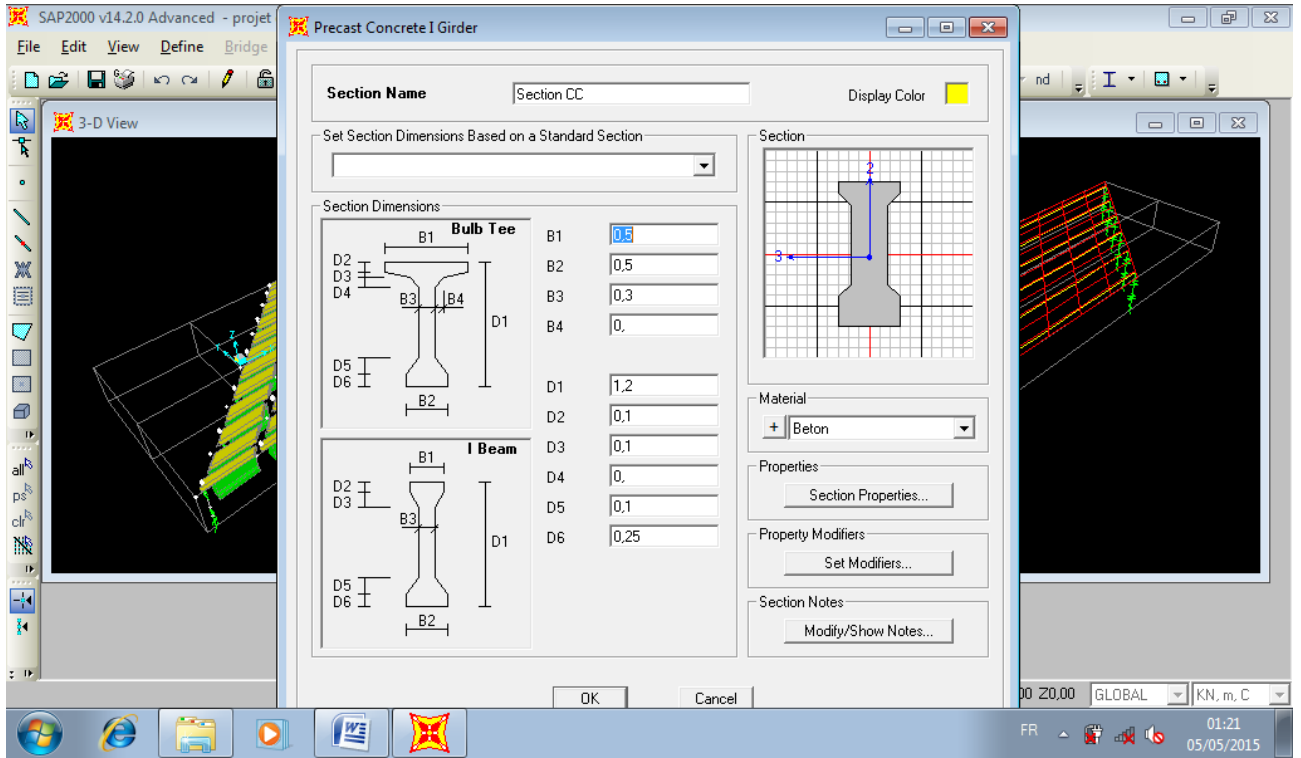 SAP2000 v14.2.0 Advanced - projet
File Edit View Define Bridge
nd
3-D View
all
ps
clr
Precast Concrete I Girder
Section Name Section CC Display Color
Set Section Dimensions Based on a Standard Section
Section Dimensions
Bulb Tee
B1
D2
D3
D4
B3 B4
D1
D5
D6
B2
I Beam
B1
D2
D3
B3
D1
D5
D6
B2
B1 0,5
B2 0,5
B3 0,3
B4 0,
D1 1,2
D2 0,1
D3 0,1
D4 0,
D5 0,1
D6 0,25
Section
2
3
Material
+ Beton
Properties
Section Properties...
Property Modifiers
Set Modifiers...
Section Notes
Modify/Show Notes...
OK Cancel
Z0,00 GLOBAL KN, m, C
FR 01:21
05/05/2015